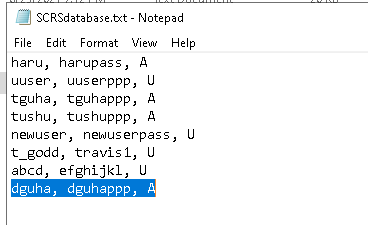 SCRSdatabase.txt - Notepad
File Edit Format View Help
haru, harupass, A
uuser, uuserppp, U
tguha, tguhappp, A
tushu, tushuppp, A
newuser, newuserpass, U
t_godd, travis1, U
abcd, efghijkl, U
dguha, dguhappp, A